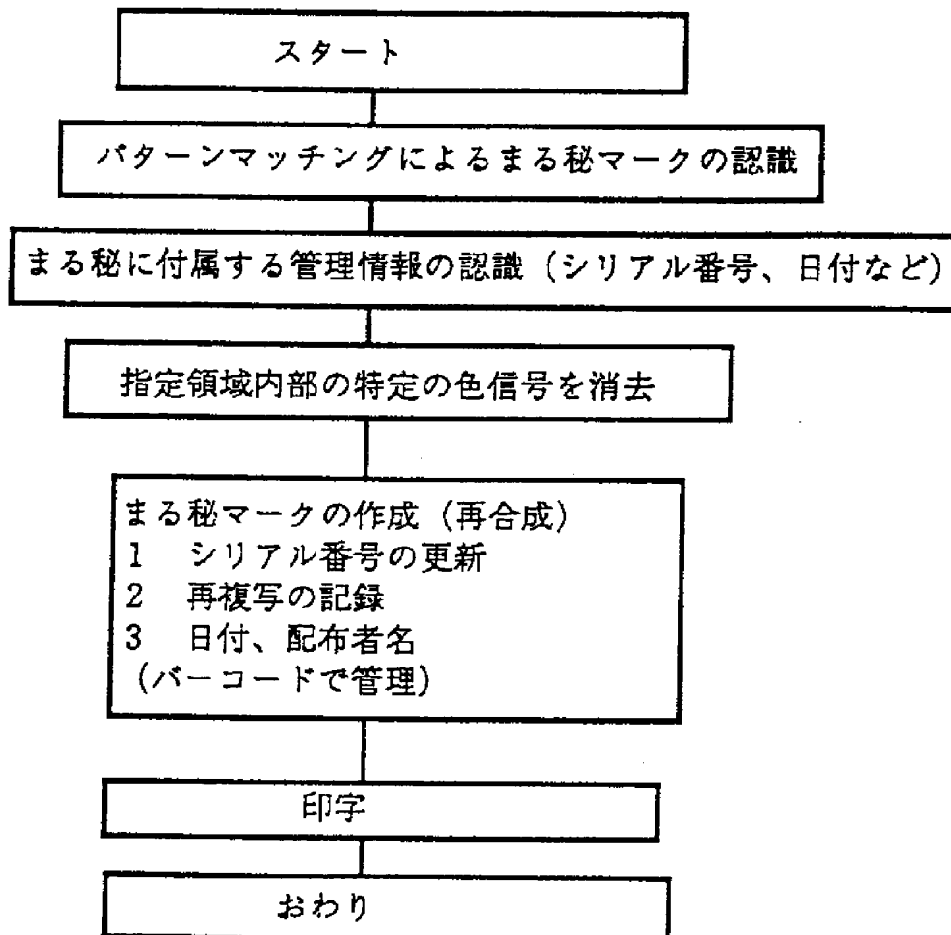 スタート
パターンマッチングによるまる秘マークの認識
まる秘に付属する管理情報の認識（シリアル番号、日付など）
指定領域内部の特定の色信号を消去
まる秘マークの作成（再合成）
1 シリアル番号の更新
2 再複写の記録
3 日付、配布者名
（バーコードで管理）
印字
おわり